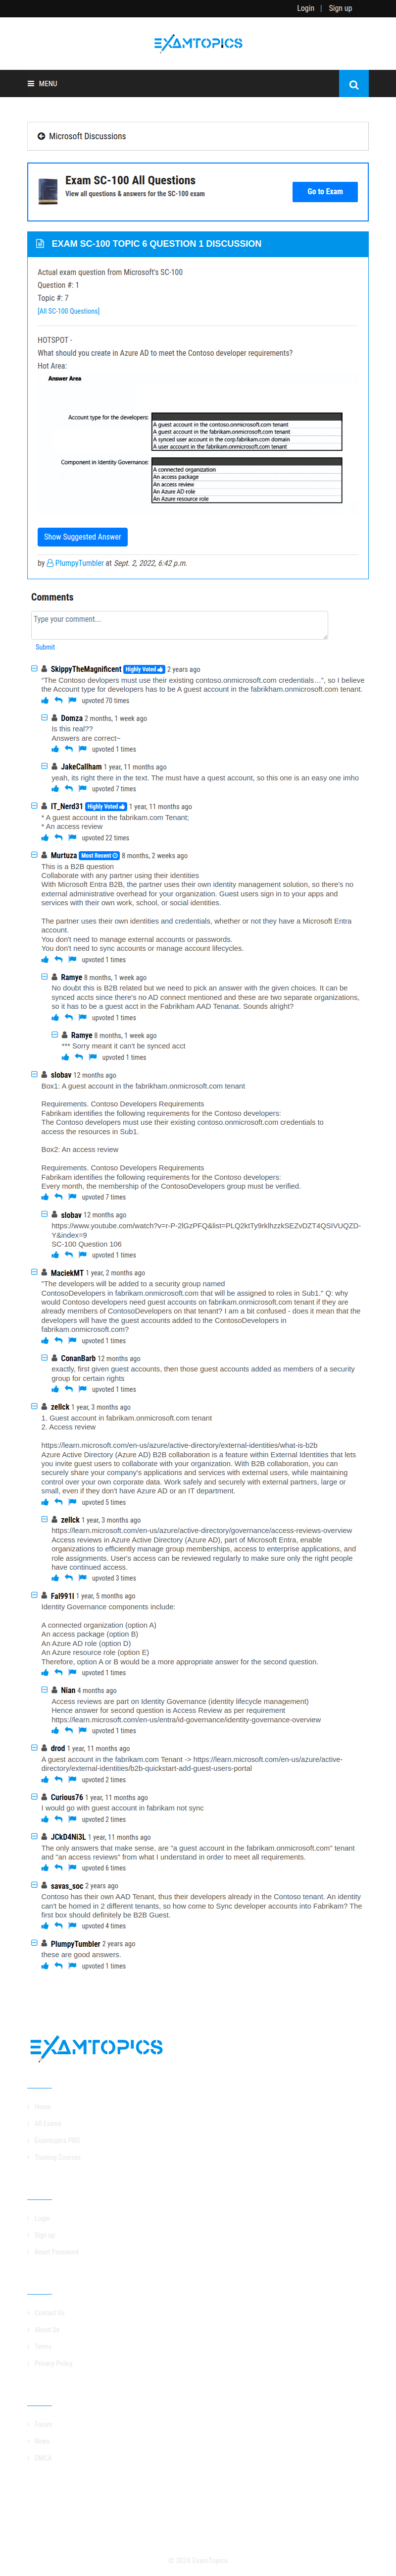 Login | Sign up
EXAMTOPICS
MENU
Microsoft Discussions
Exam SC-100 All Questions
View all questions & answers for the SC-100 exam
Go to Exam
EXAM SC-100 TOPIC 6 QUESTION 1 DISCUSSION
Actual exam question from Microsoft's SC-100
Question #: 1
Topic #: 7
[All SC-100 Questions]
HOTSPOT -
What should you create in Azure AD to meet the Contoso developer requirements?
Hot Area:
Answer Area
Account type for the developers:
A guest account in the contoso.onmicrosoft.com tenant
A guest account in the fabrikam.onmicrosoft.com tenant
A synced user account in the corp.fabrikam.com domain
A user account in the fabrikam.onmicrosoft.com tenant
Component in Identity Governance:
A connected organization
An access package
An access review
An Azure AD role
An Azure resource role
Show Suggested Answer
by PlumpyTumbler at Sept. 2, 2022, 6:42 p.m.
Comments
Type your comment...
Submit
SkippyTheMagnificent Highly Voted 2 years ago
"The Contoso devlopers must use their existing contoso.onmicrosoft.com credentials…", so I believe
the Account type for developers has to be A guest account in the fabrikham.onmicrosoft.com tenant.
upvoted 70 times
Domza 2 months, 1 week ago
Is this real??
Answers are correct~
upvoted 1 times
JakeCallham 1 year, 11 months ago
yeah, its right there in the text. The must have a quest account, so this one is an easy one imho
upvoted 7 times
IT_Nerd31 Highly Voted 1 year, 11 months ago
* A guest account in the fabrikam.com Tenant;
* An access review
upvoted 22 times
Murtuza Most Recent 8 months, 2 weeks ago
This is a B2B question
Collaborate with any partner using their identities
With Microsoft Entra B2B, the partner uses their own identity management solution, so there's no
external administrative overhead for your organization. Guest users sign in to your apps and
services with their own work, school, or social identities.
The partner uses their own identities and credentials, whether or not they have a Microsoft Entra
account.
You don't need to manage external accounts or passwords.
You don't need to sync accounts or manage account lifecycles.
upvoted 1 times
Ramye 8 months, 1 week ago
No doubt this is B2B related but we need to pick an answer with the given choices. It can be
synced accts since there's no AD connect mentioned and these are two separate organizations,
so it has to be a guest acct in the Fabrikham AAD Tenanat. Sounds alright?
upvoted 1 times
Ramye 8 months, 1 week ago
*** Sorry meant it can't be synced acct
upvoted 1 times
slobav 12 months ago
Box1: A guest account in the fabrikham.onmicrosoft.com tenant
Requirements. Contoso Developers Requirements
Fabrikam identifies the following requirements for the Contoso developers:
The Contoso developers must use their existing contoso.onmicrosoft.com credentials to
access the resources in Sub1.
Box2: An access review
Requirements. Contoso Developers Requirements
Fabrikam identifies the following requirements for the Contoso developers:
Every month, the membership of the ContosoDevelopers group must be verified.
upvoted 7 times
slobav 12 months ago
https://www.youtube.com/watch?v=r-P-2lGzPFQ&list=PLQ2ktTy9rklhzzkSEZvDZT4QSIVUQZD-
Y&index=9
SC-100 Question 106
upvoted 1 times
MaciekMT 1 year, 2 months ago
"The developers will be added to a security group named
ContosoDevelopers in fabrikam.onmicrosoft.com that will be assigned to roles in Sub1." Q: why
would Contoso developers need guest accounts on fabrikam.onmicrosoft.com tenant if they are
already members of ContosoDevelopers on that tenant? I am a bit confused - does it mean that the
developers will have the guest accounts added to the ContosoDevelopers in
fabrikam.onmicrosoft.com?
upvoted 1 times
ConanBarb 12 months ago
exactly, first given guest accounts, then those guest accounts added as members of a security
group for certain rights
upvoted 1 times
zellck 1 year, 3 months ago
1. Guest account in fabrikam.onmicrosoft.com tenant
2. Access review
https://learn.microsoft.com/en-us/azure/active-directory/external-identities/what-is-b2b
Azure Active Directory (Azure AD) B2B collaboration is a feature within External Identities that lets
you invite guest users to collaborate with your organization. With B2B collaboration, you can
securely share your company's applications and services with external users, while maintaining
control over your own corporate data. Work safely and securely with external partners, large or
small, even if they don't have Azure AD or an IT department.
upvoted 5 times
zellck 1 year, 3 months ago
https://learn.microsoft.com/en-us/azure/active-directory/governance/access-reviews-overview
Access reviews in Azure Active Directory (Azure AD), part of Microsoft Entra, enable
organizations to efficiently manage group memberships, access to enterprise applications, and
role assignments. User's access can be reviewed regularly to make sure only the right people
have continued access.
upvoted 3 times
Fal991l 1 year, 5 months ago
Identity Governance components include:
A connected organization (option A)
An access package (option B)
An Azure AD role (option D)
An Azure resource role (option E)
Therefore, option A or B would be a more appropriate answer for the second question.
upvoted 1 times
Nian 4 months ago
Access reviews are part on Identity Governance (identity lifecycle management)
Hence answer for second question is Access Review as per requirement
https://learn.microsoft.com/en-us/entra/id-governance/identity-governance-overview
upvoted 1 times
drod 1 year, 11 months ago
A guest account in the fabrikam.com Tenant -> https://learn.microsoft.com/en-us/azure/active-
directory/external-identities/b2b-quickstart-add-guest-users-portal
upvoted 2 times
Curious76 1 year, 11 months ago
I would go with guest account in fabrikam not sync
upvoted 2 times
JCkD4Ni3L 1 year, 11 months ago
The only answers that make sense, are "a guest account in the fabrikam.onmicrosoft.com" tenant
and "an access reviews" from what I understand in order to meet all requirements.
upvoted 6 times
savas_soc 2 years ago
Contoso has their own AAD Tenant, thus their developers already in the Contoso tenant. An identity
can't be homed in 2 different tenants, so how come to Sync developer accounts into Fabrikam? The
first box should definitely be B2B Guest.
upvoted 4 times
PlumpyTumbler 2 years ago
these are good answers.
upvoted 1 times
EXAMTOPICS
Home
All Exams
Examtopics PRO
Training Courses
Login
Sign up
Reset Password
Contact Us
About Us
Terms
Privacy Policy
Forum
News
DMCA
© 2024 ExamTopics